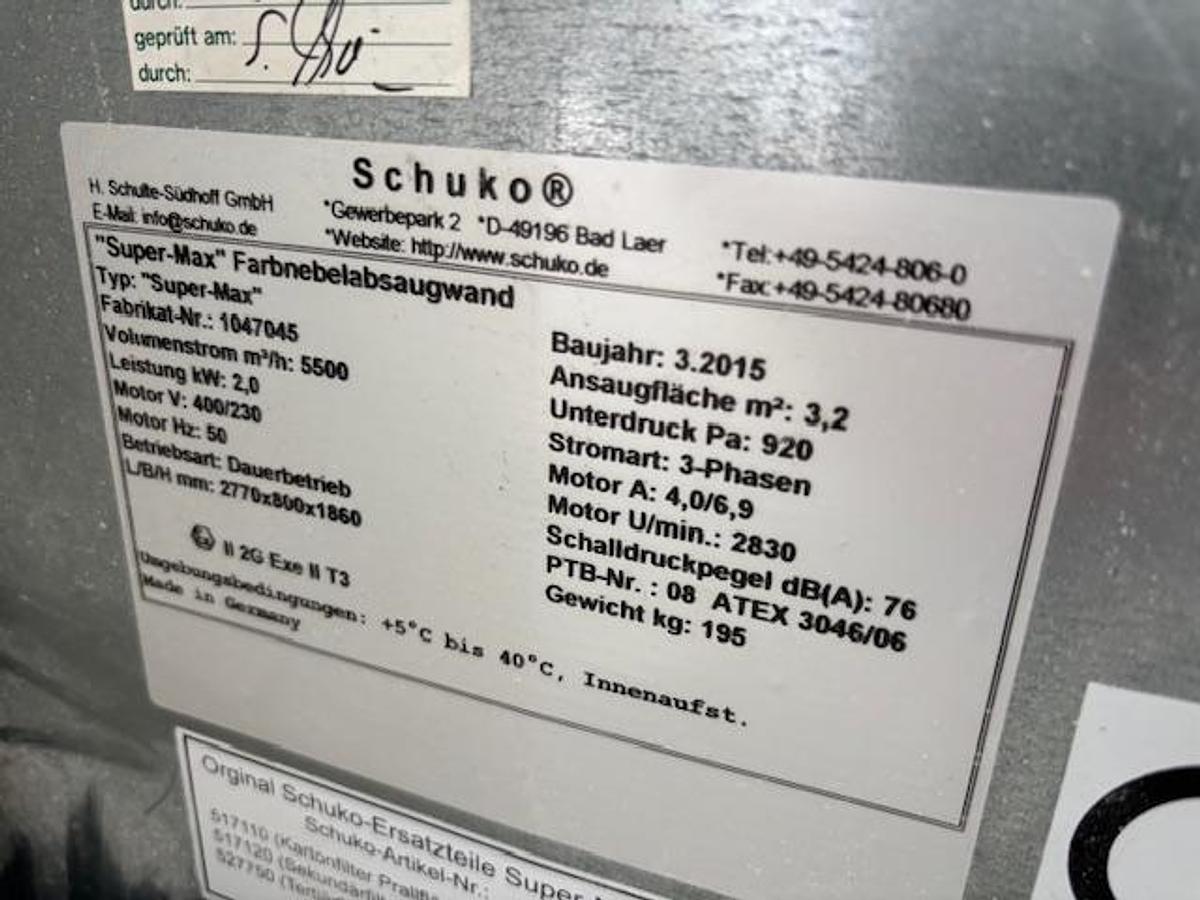 durch:
geprüft am:
durch:
Schuko®
H. Schulte-Südhoff GmbH *Gewerbepark 2 *D-49196 Bad Laer *Tel:+49-5424-806-0
E-Mail: info@schuko.de *Website: http://www.schuko.de *Fax:+49-5424-80680
"Super-Max" Farbnebelabsaugwand
Typ: "Super-Max"
Fabrikat-Nr.: 1047045 Baujahr: 3.2015
Volumenstrom m³/h: 5500 Ansaugfläche m²: 3,2
Leistung kW: 2,0 Unterdruck Pa: 920
Motor V: 400/230 Stromart: 3-Phasen
Motor Hz: 50 Motor A: 4,0/6,9
Betriebsart: Dauerbetrieb Motor U/min.: 2830
L/B/H mm: 2770x800x1860 Schalldruckpegel dB(A): 76
PTB-Nr. : 08 ATEX 3046/06
II 2G Exe II T3 Gewicht kg: 195
Umgebungsbedingungen: +5°C bis 40°C, Innenaufst.
Made in Germany
Orginal Schuko-Ersatzteile Super-
Schuko-Artikel-Nr.:
517110 (Kartonfilter
517120
527750